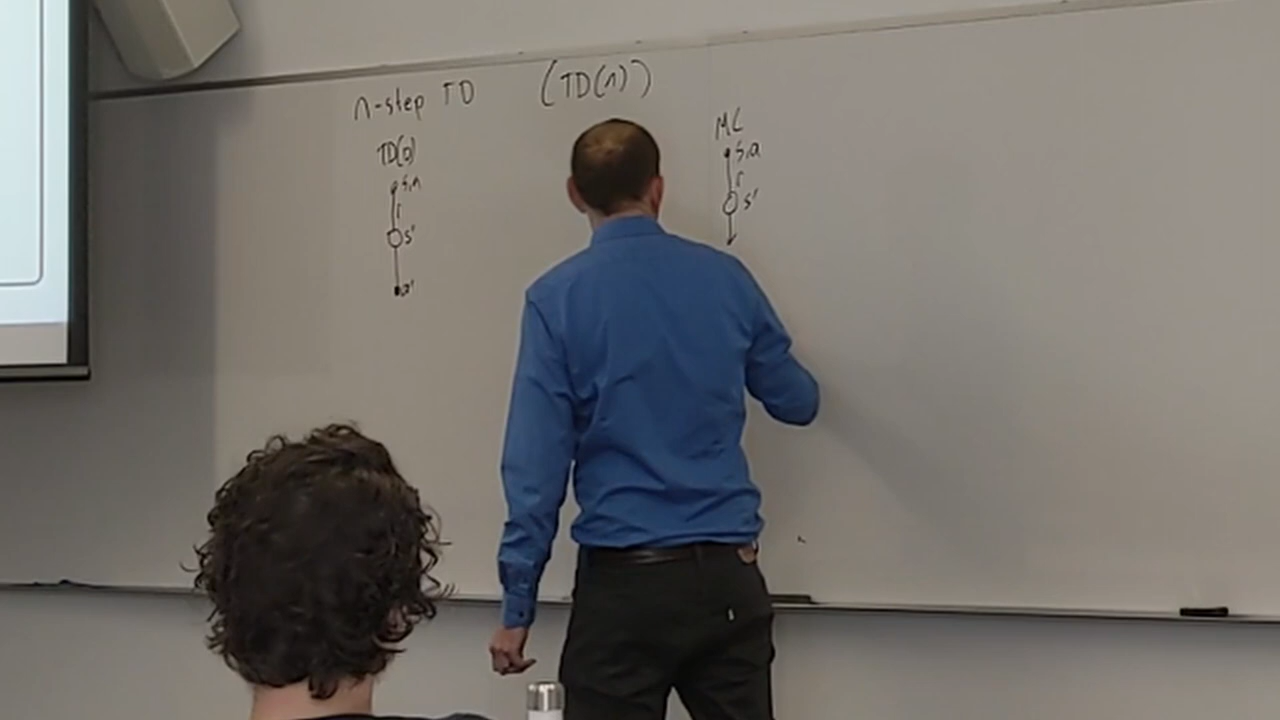 n-step TD (TD(n))
TD(0)
s,a
r
s'
a'
MC
s,a
r
s'